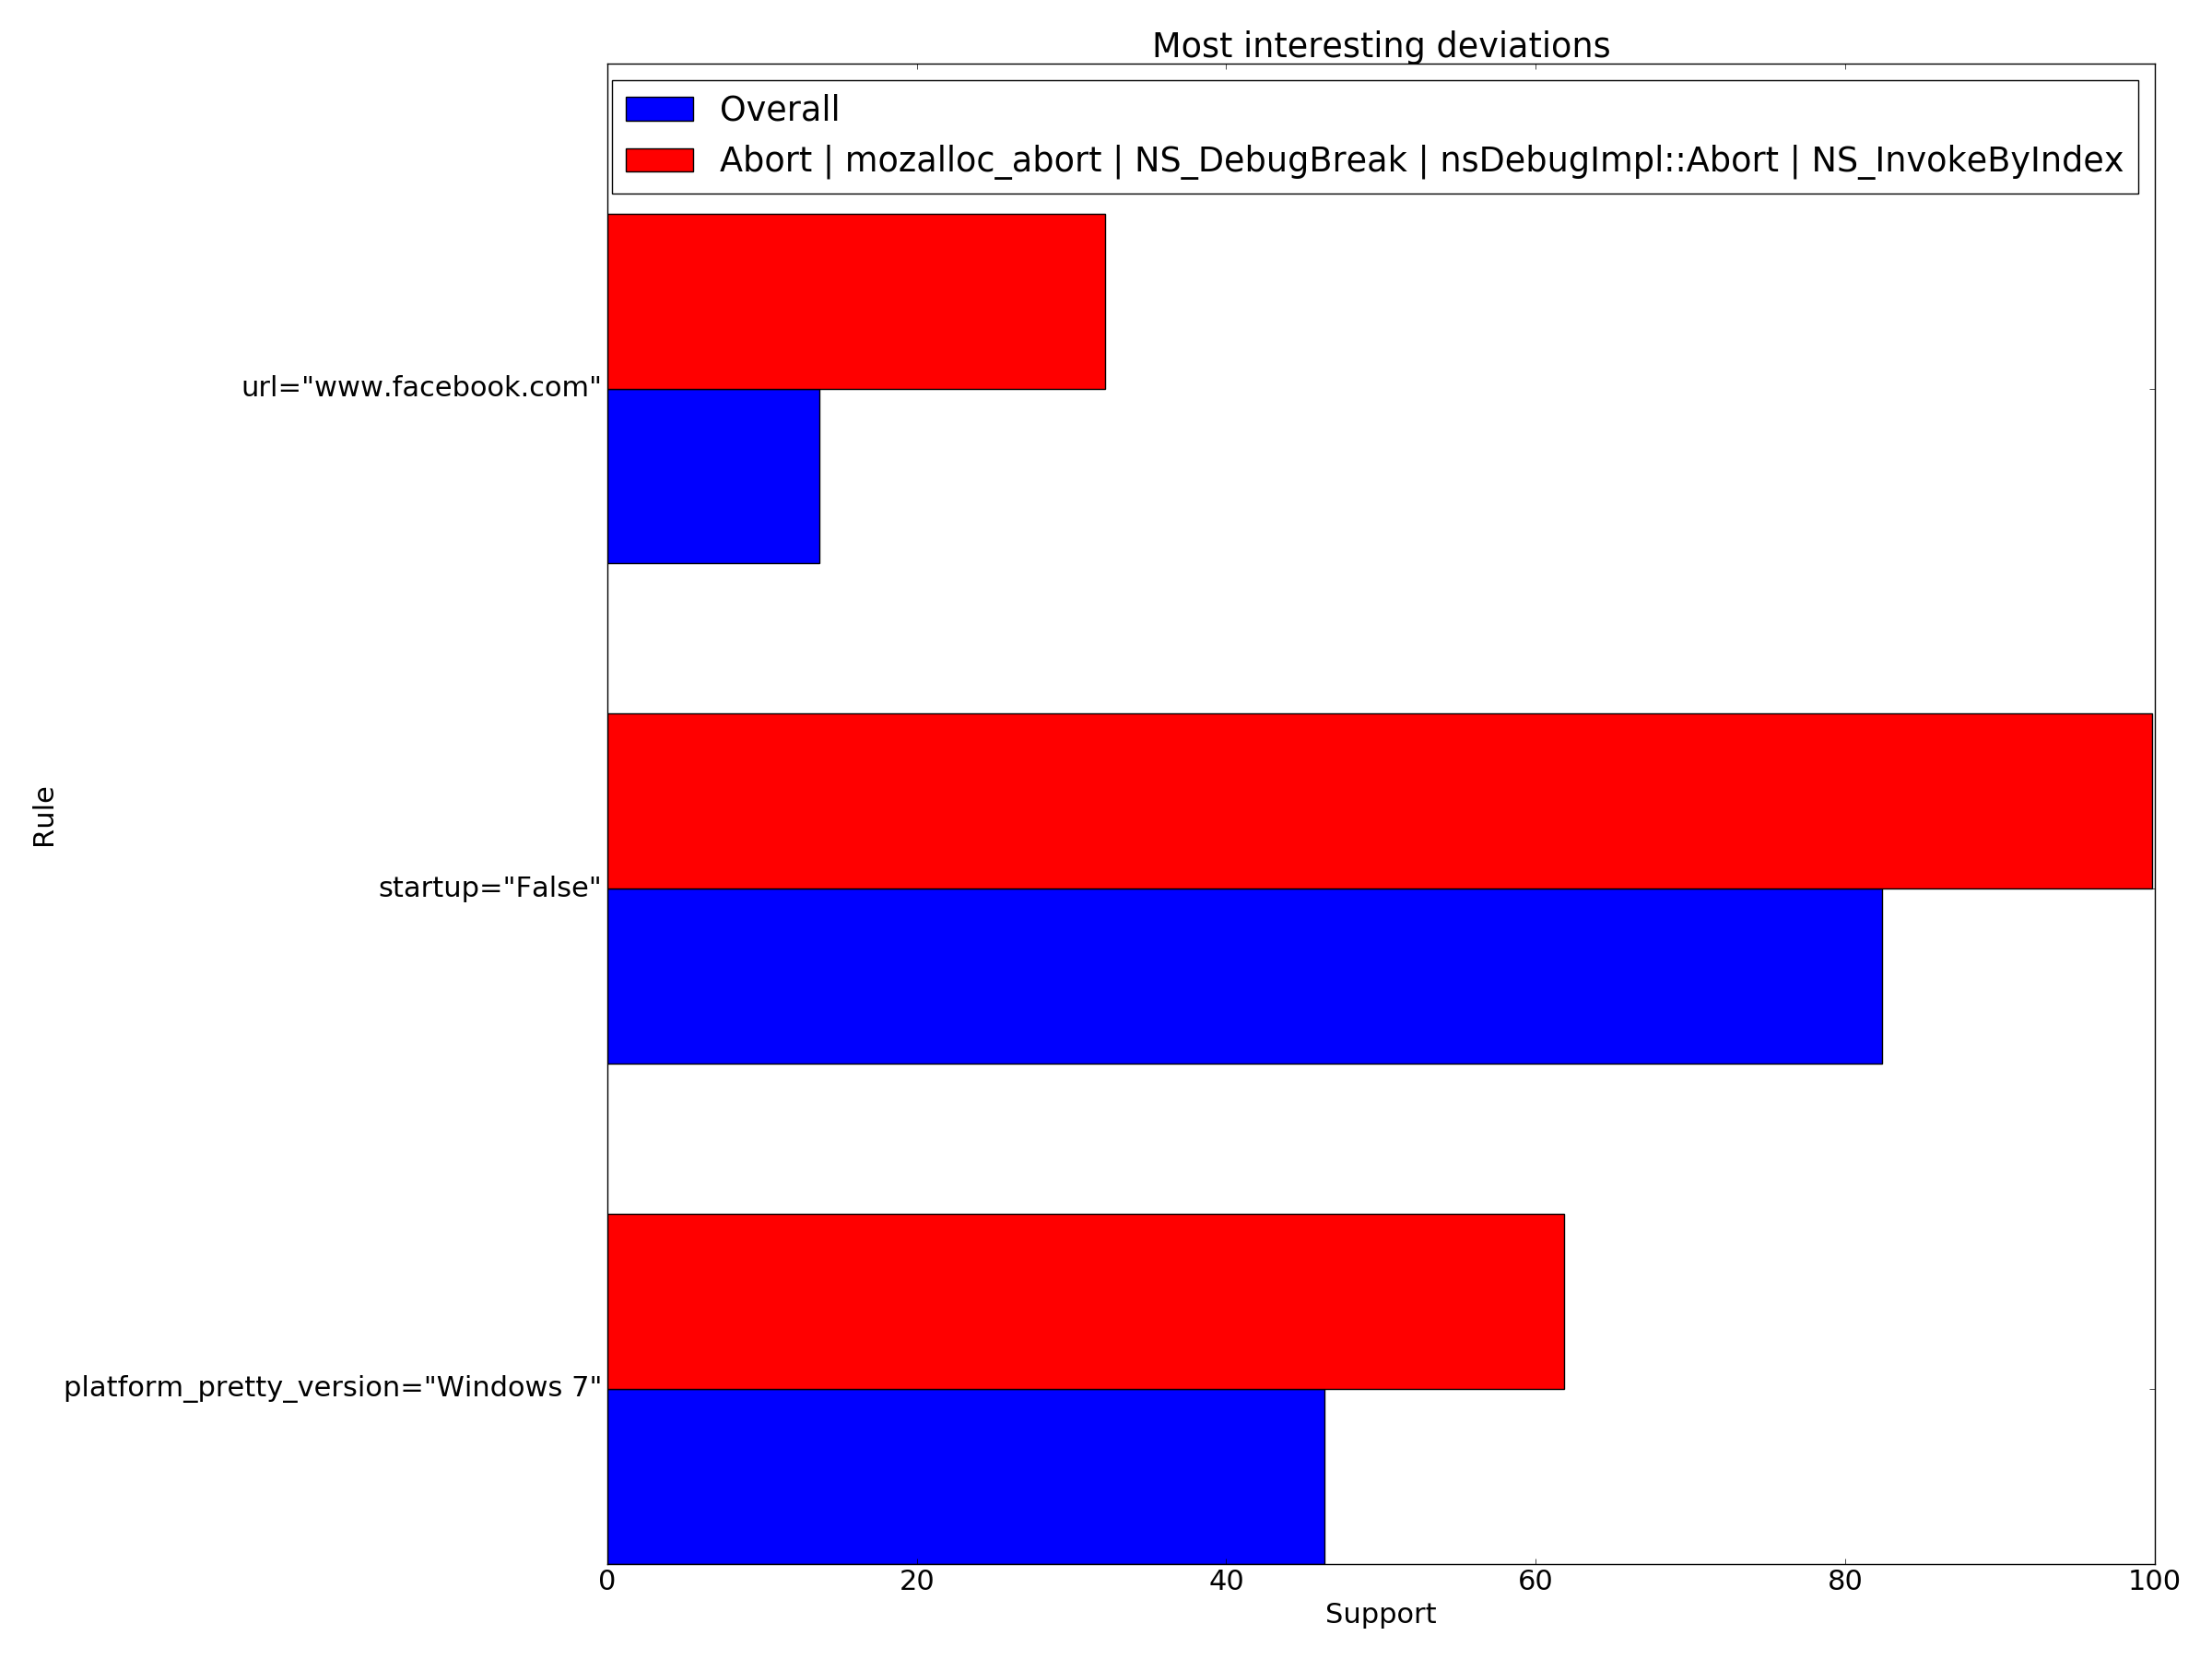 Most interesting deviations
Overall
Abort | mozalloc_abort | NS_DebugBreak | nsDebugImpl::Abort | NS_InvokeByIndex
url="www.facebook.com"
Rule
startup="False"
platform_pretty_version="Windows 7"
0 20 40 60 80 100
Support